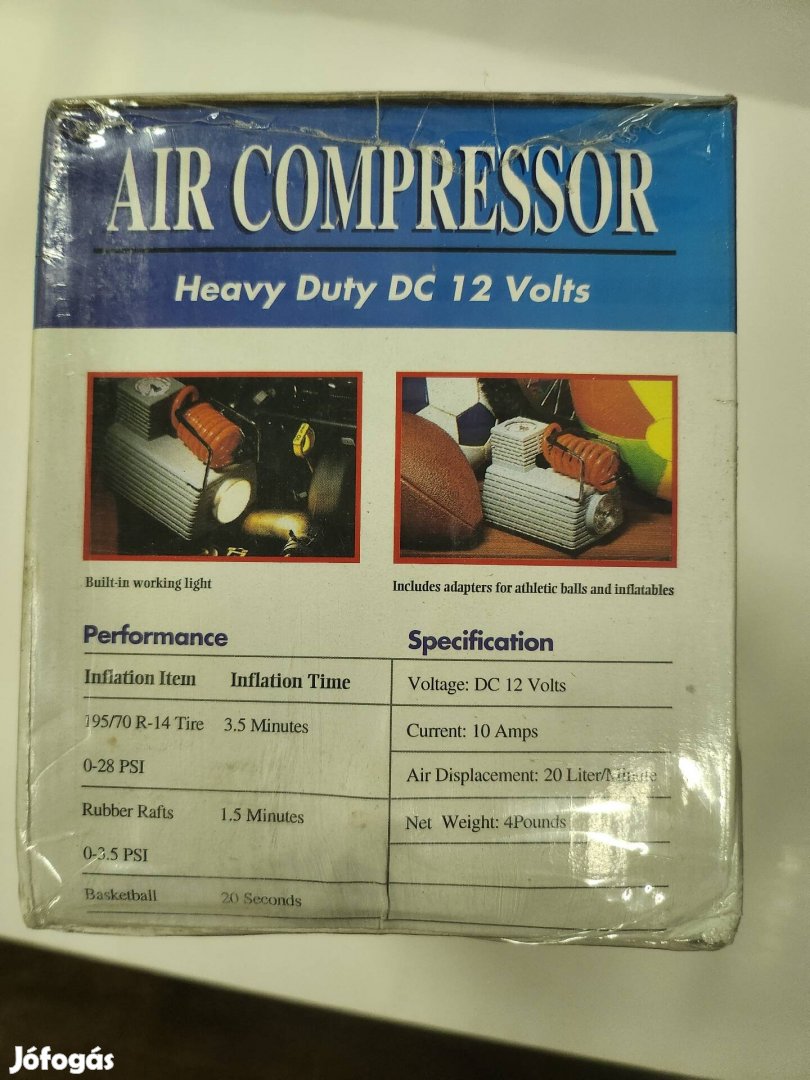 AIR COMPRESSOR
Heavy Duty DC 12 Volts
Built-in working light
Includes adapters for athletic balls and inflatables
Performance
Inflation Item Inflation Time
195/70 R-14 Tire 3.5 Minutes
0-28 PSI
Rubber Rafts 1.5 Minutes
0-3.5 PSI
Basketball 20 Seconds
Specification
Voltage: DC 12 Volts
Current: 10 Amps
Air Displacement: 20 Liter/Minute
Net Weight: 4Pounds
Jófogás